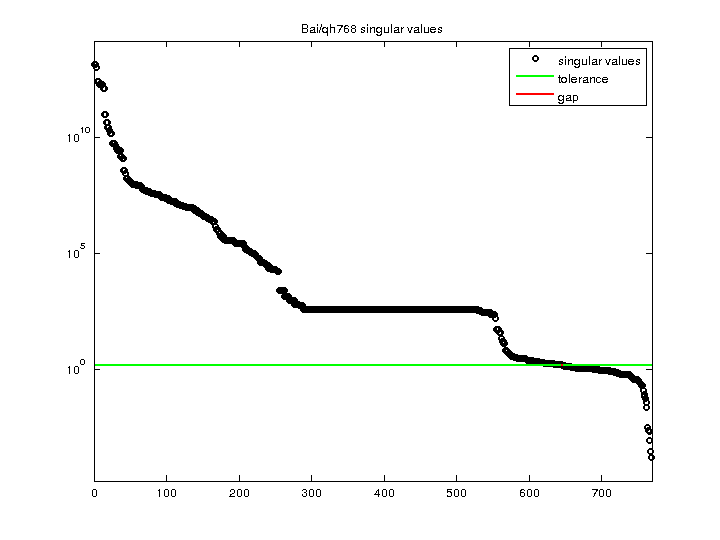 Bai/qh768 singular values
singular values
tolerance
gap
10^10
10^5
10^0
0 100 200 300 400 500 600 700